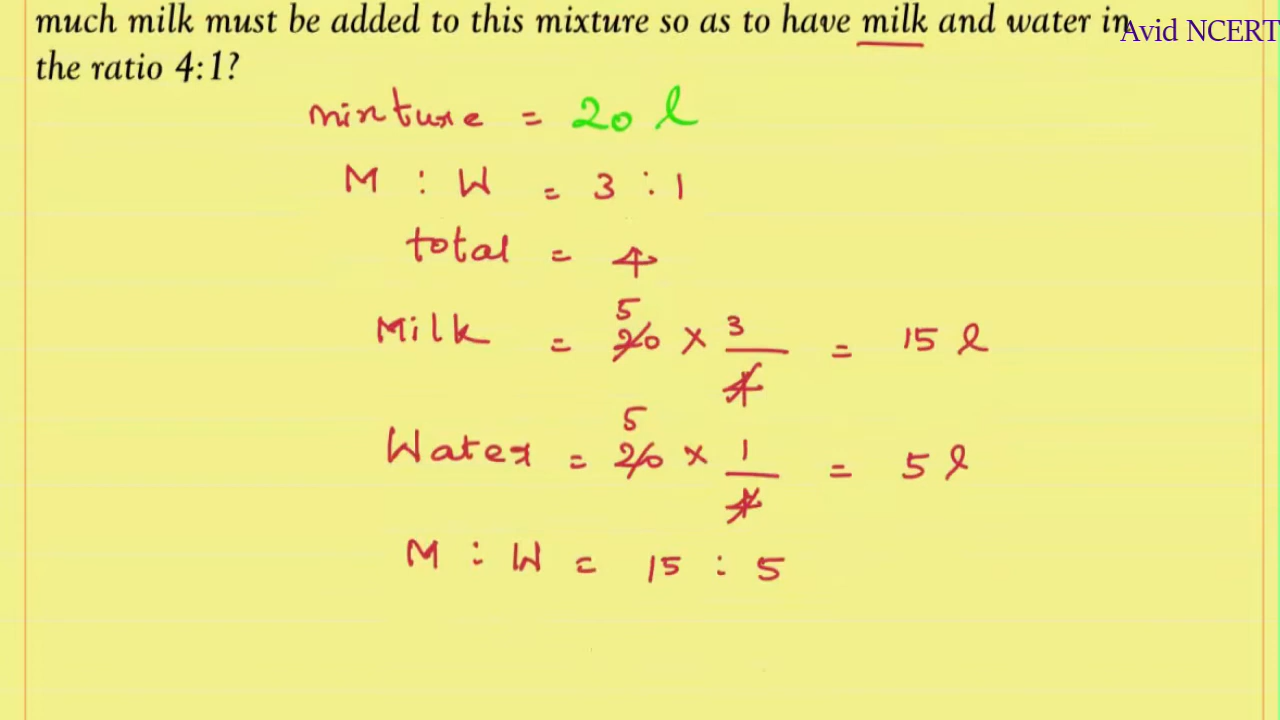 much milk must be added to this mixture so as to have milk and water in
Avid NCERT
the ratio 4:1?
mixture = 20 l
M : W = 3 : 1
total = 4
Milk = 5 20 × 3/4 = 15 l
Water = 5 20 × 1/4 = 5 l
M : W = 15 : 5